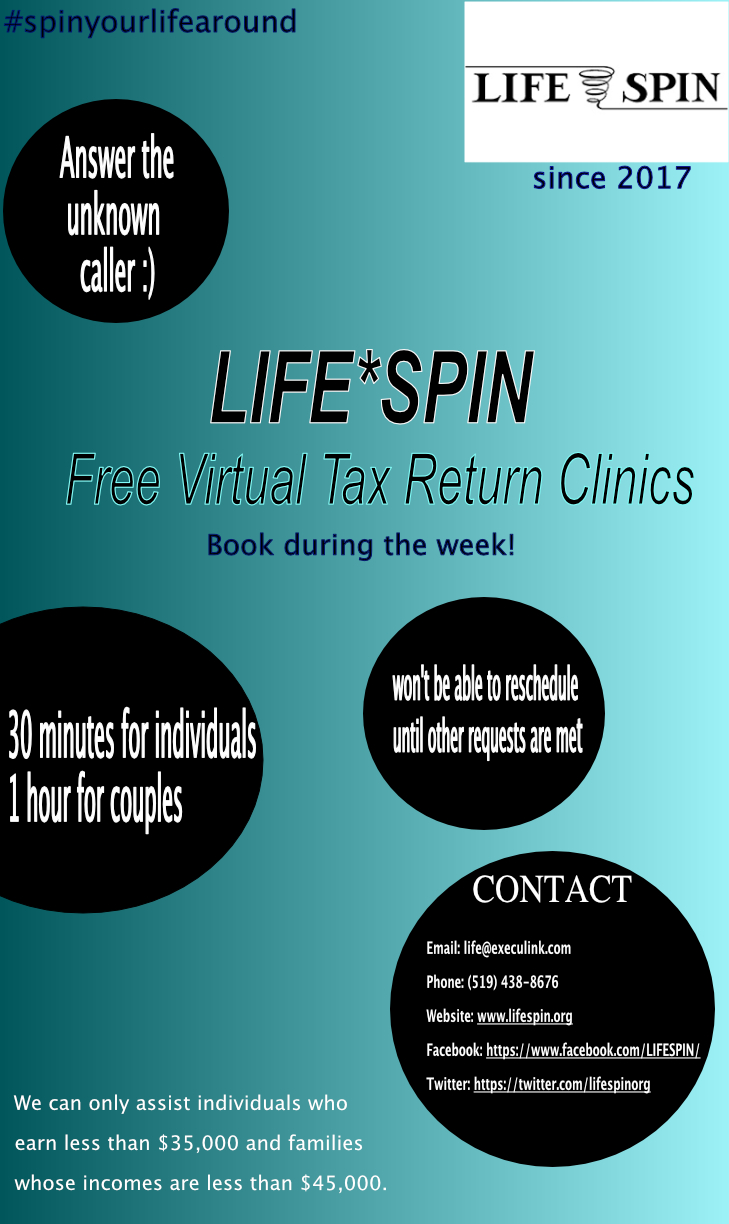 #spinyourlifearound
LIFE SPIN
since 2017
Answer the
unknown
caller :)
LIFE*SPIN
Free Virtual Tax Return Clinics
Book during the week!
30 minutes for individuals
1 hour for couples
won't be able to reschedule
until other requests are met
CONTACT
Email: life@execulink.com
Phone: (519) 438-8676
Website: www.lifespin.org
Facebook: https://www.facebook.com/LIFESPIN/
Twitter: https://twitter.com/lifespinorg
We can only assist individuals who
earn less than $35,000 and families
whose incomes are less than $45,000.